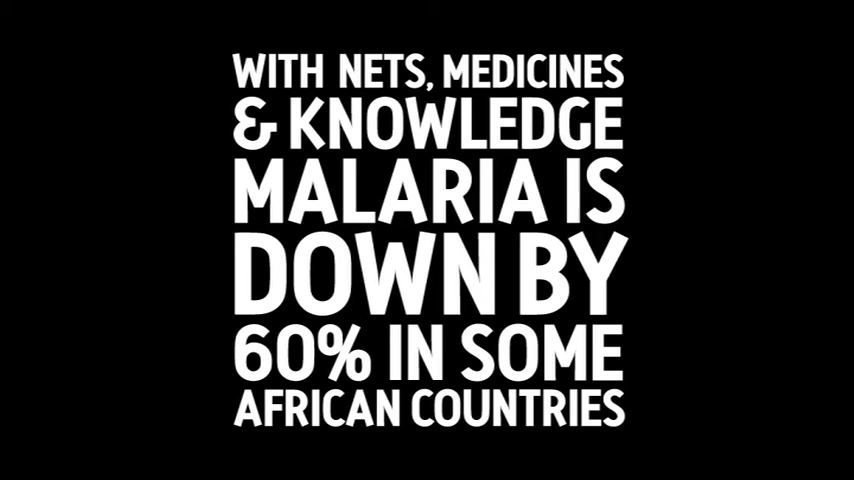 WITH NETS, MEDICINES
& KNOWLEDGE
MALARIA IS
DOWN BY
60% IN SOME
AFRICAN COUNTRIES